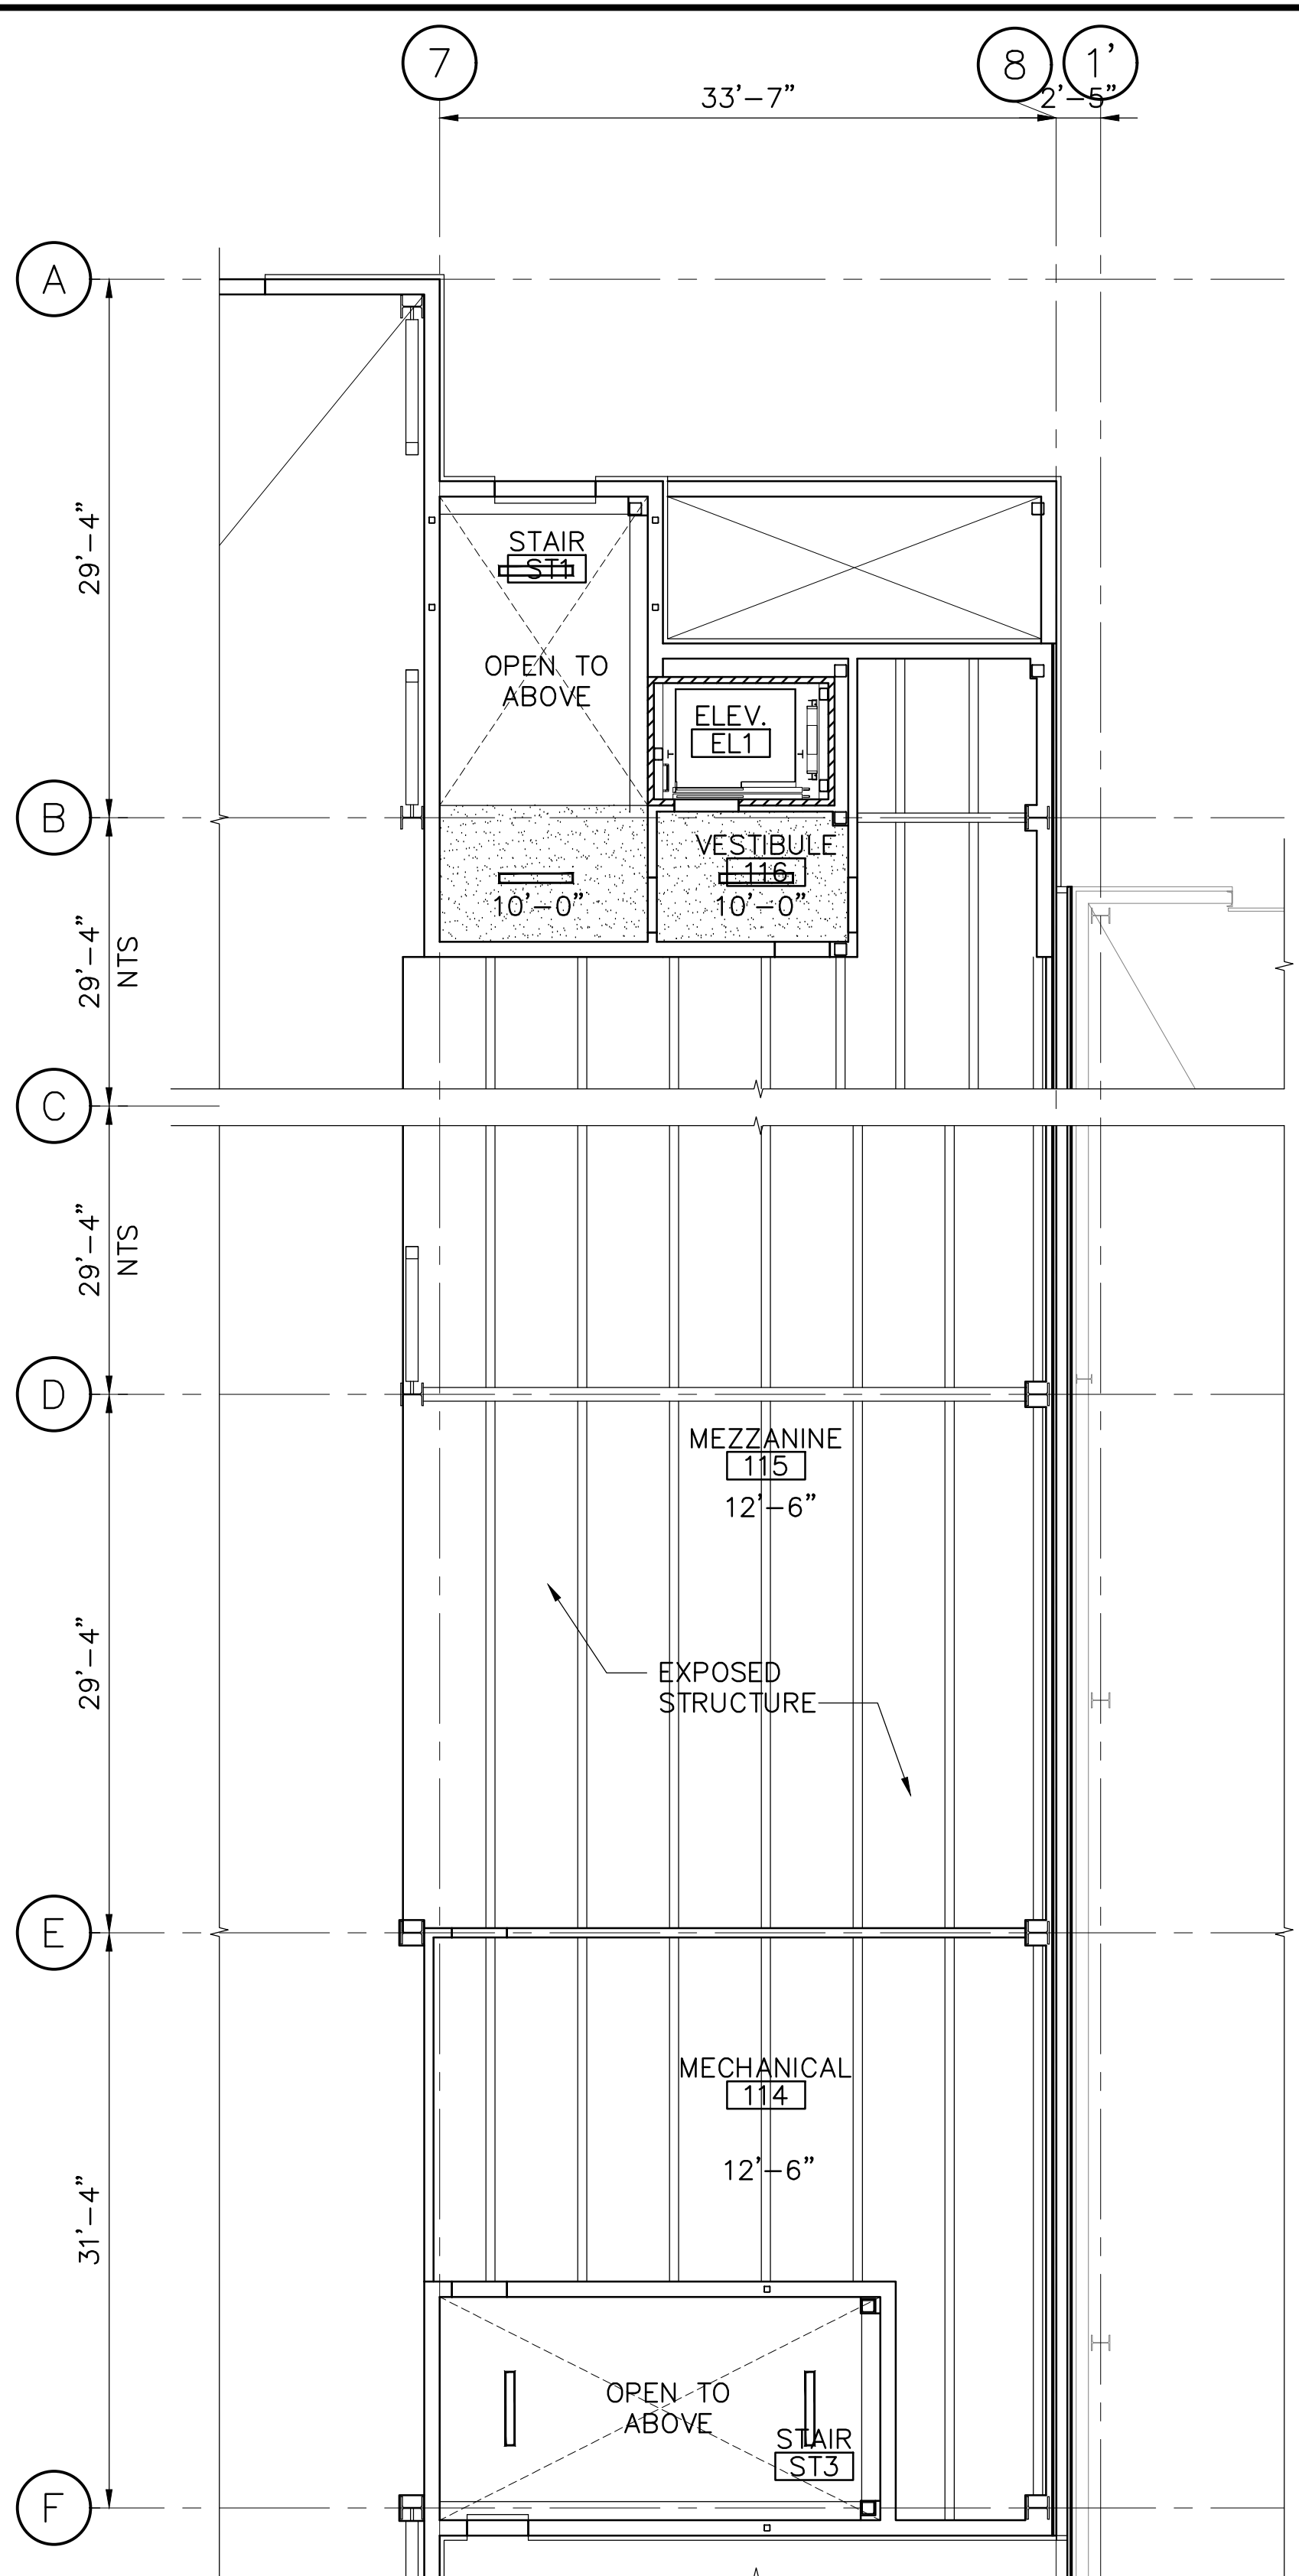 7
8
1'
33'-7"
2'-5"
A
29'-4"
STAIR
ST1
OPEN TO
ABOVE
ELEV.
EL1
B
VESTIBULE
116
10'-0"
10'-0"
29'-4"
NTS
C
29'-4"
NTS
D
MEZZANINE
115
12'-6"
29'-4"
EXPOSED
STRUCTURE
E
MECHANICAL
114
12'-6"
31'-4"
OPEN TO
ABOVE
STAIR
ST3
F